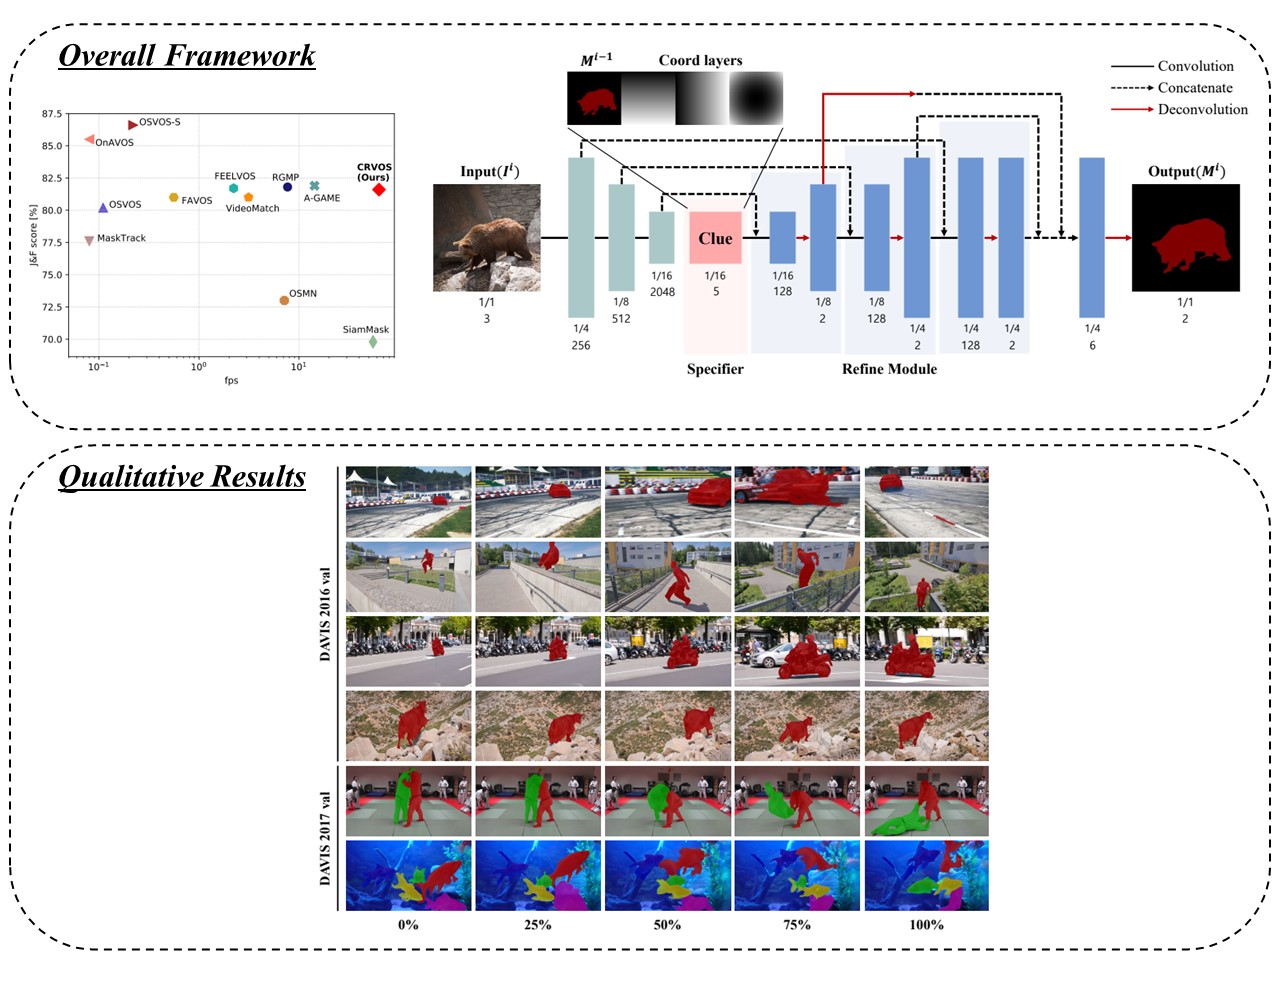 Overall Framework
87.5
85.0
82.5
80.0
77.5
75.0
72.5
70.0
J&F score [%]
10⁻¹
10⁰
10¹
fps
OSVOS-S
OnAVOS
FEELVOS
RGMP
CRVOS
(Ours)
FAVOS
VideoMatch
A-GAME
OSVOS
MaskTrack
OSMN
SiamMask
Mⁱ⁻¹
Coord layers
Convolution
Concatenate
Deconvolution
Input(Iⁱ)
1/1
3
1/4
256
1/8
512
1/16
2048
Clue
1/16
5
Specifier
1/16
128
1/8
2
1/8
128
1/4
2
1/4
128
1/4
2
Refine Module
1/4
6
Output(Mⁱ)
1/1
2
Qualitative Results
DAVIS 2016 val
DAVIS 2017 val
0%
25%
50%
75%
100%